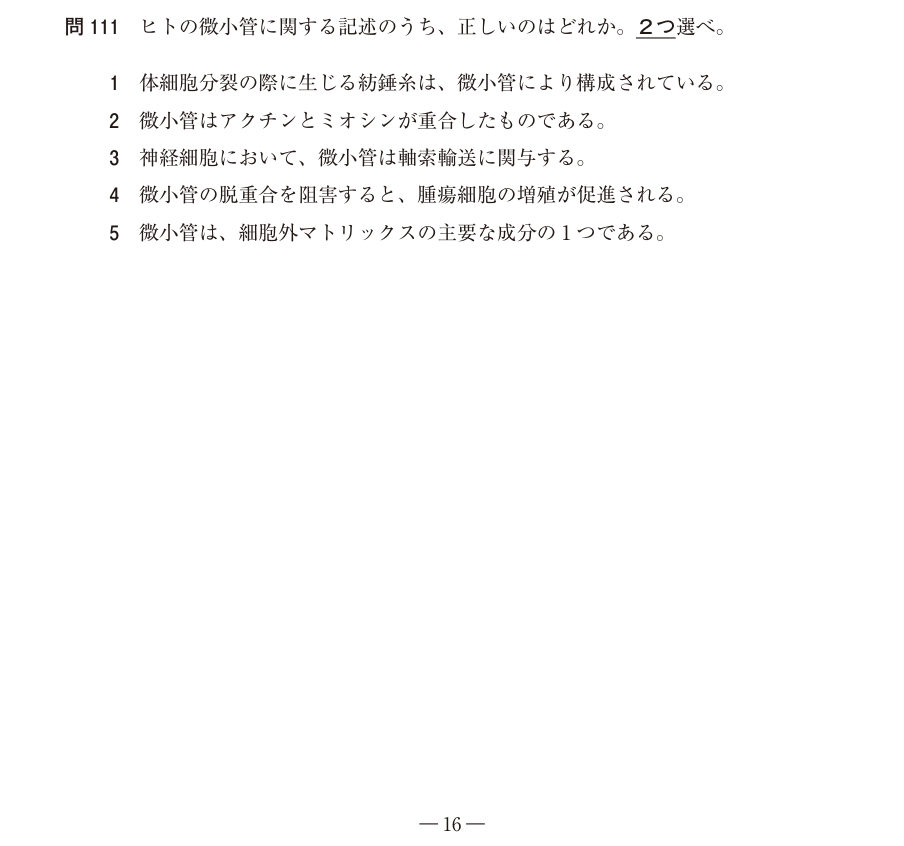 問 111 ヒトの微小管に関する記述のうち、正しいのはどれか。２つ選べ。
1 体細胞分裂の際に生じる紡錘糸は、微小管により構成されている。
2 微小管はアクチンとミオシンが重合したものである。
3 神経細胞において、微小管は軸索輸送に関与する。
4 微小管の脱重合を阻害すると、腫瘍細胞の増殖が促進される。
5 微小管は、細胞外マトリックスの主要な成分の１つである。
― 16 ―